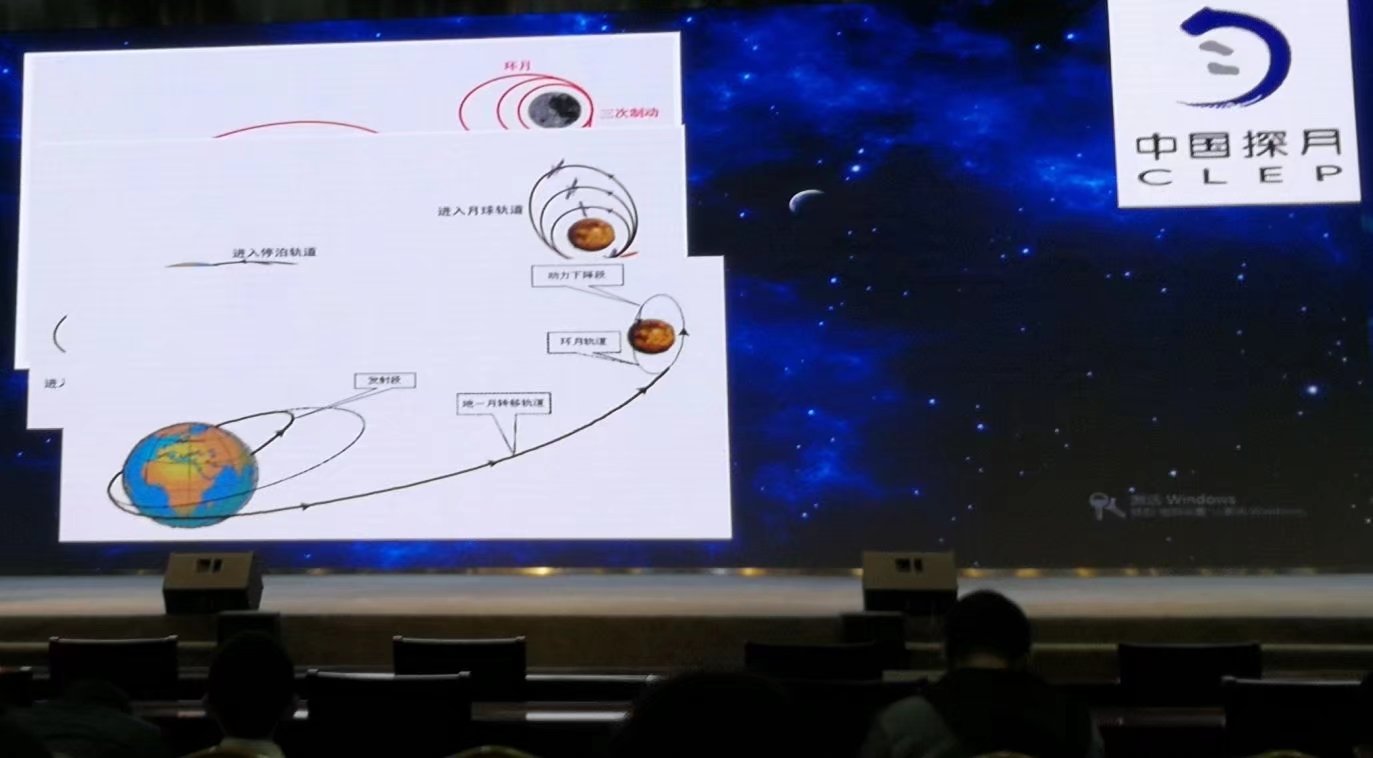 环月
三次制动
中国探月
CLEP
进入月球轨道
进入停泊轨道
动力下降段
环月轨道
进入
发射段
地—月转移轨道
激活 Windows